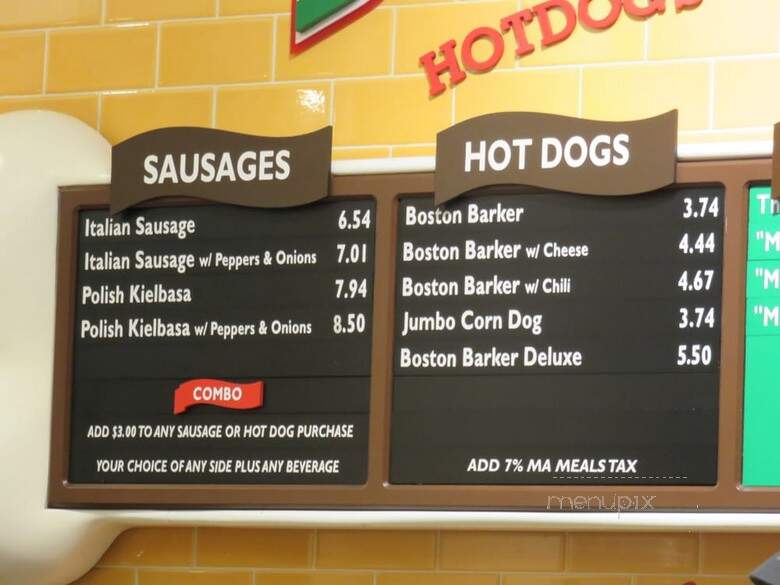 HOTDOGS
SAUSAGES
Italian Sausage 6.54
Italian Sausage w/ Peppers & Onions 7.01
Polish Kielbasa 7.94
Polish Kielbasa w/ Peppers & Onions 8.50
COMBO
ADD $3.00 TO ANY SAUSAGE OR HOT DOG PURCHASE
YOUR CHOICE OF ANY SIDE PLUS ANY BEVERAGE
HOT DOGS
Boston Barker 3.74
Boston Barker w/ Cheese 4.44
Boston Barker w/ Chili 4.67
Jumbo Corn Dog 3.74
Boston Barker Deluxe 5.50
ADD 7% MA MEALS TAX
menupix